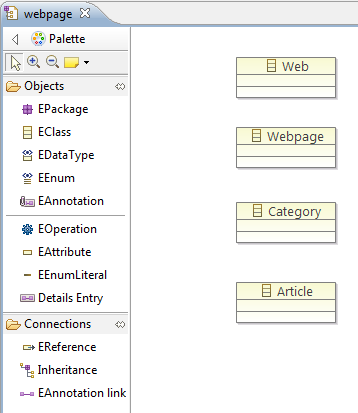 webpage
Palette
Objects
EPackage
EClass
EDataType
EEnum
EAnnotation
EOperation
EAttribute
EEnumLiteral
Details Entry
Connections
EReference
Inheritance
EAnnotation link
Web
Webpage
Category
Article